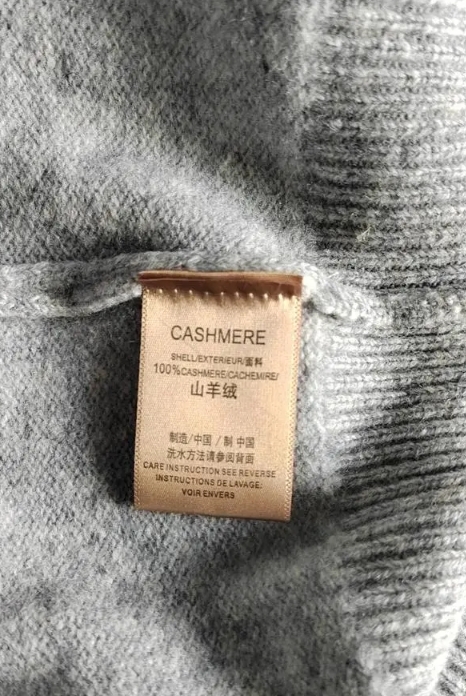 CASHMERE
SHELL/EXTERIEUR/面料
100%CASHMERE/CACHEMIRE/
山羊绒
制造/中国 / 制 中国
洗水方法请参阅背面
CARE INSTRUCTION SEE REVERSE
INSTRUCTIONS DE LAVAGE:
VOIR ENVERS